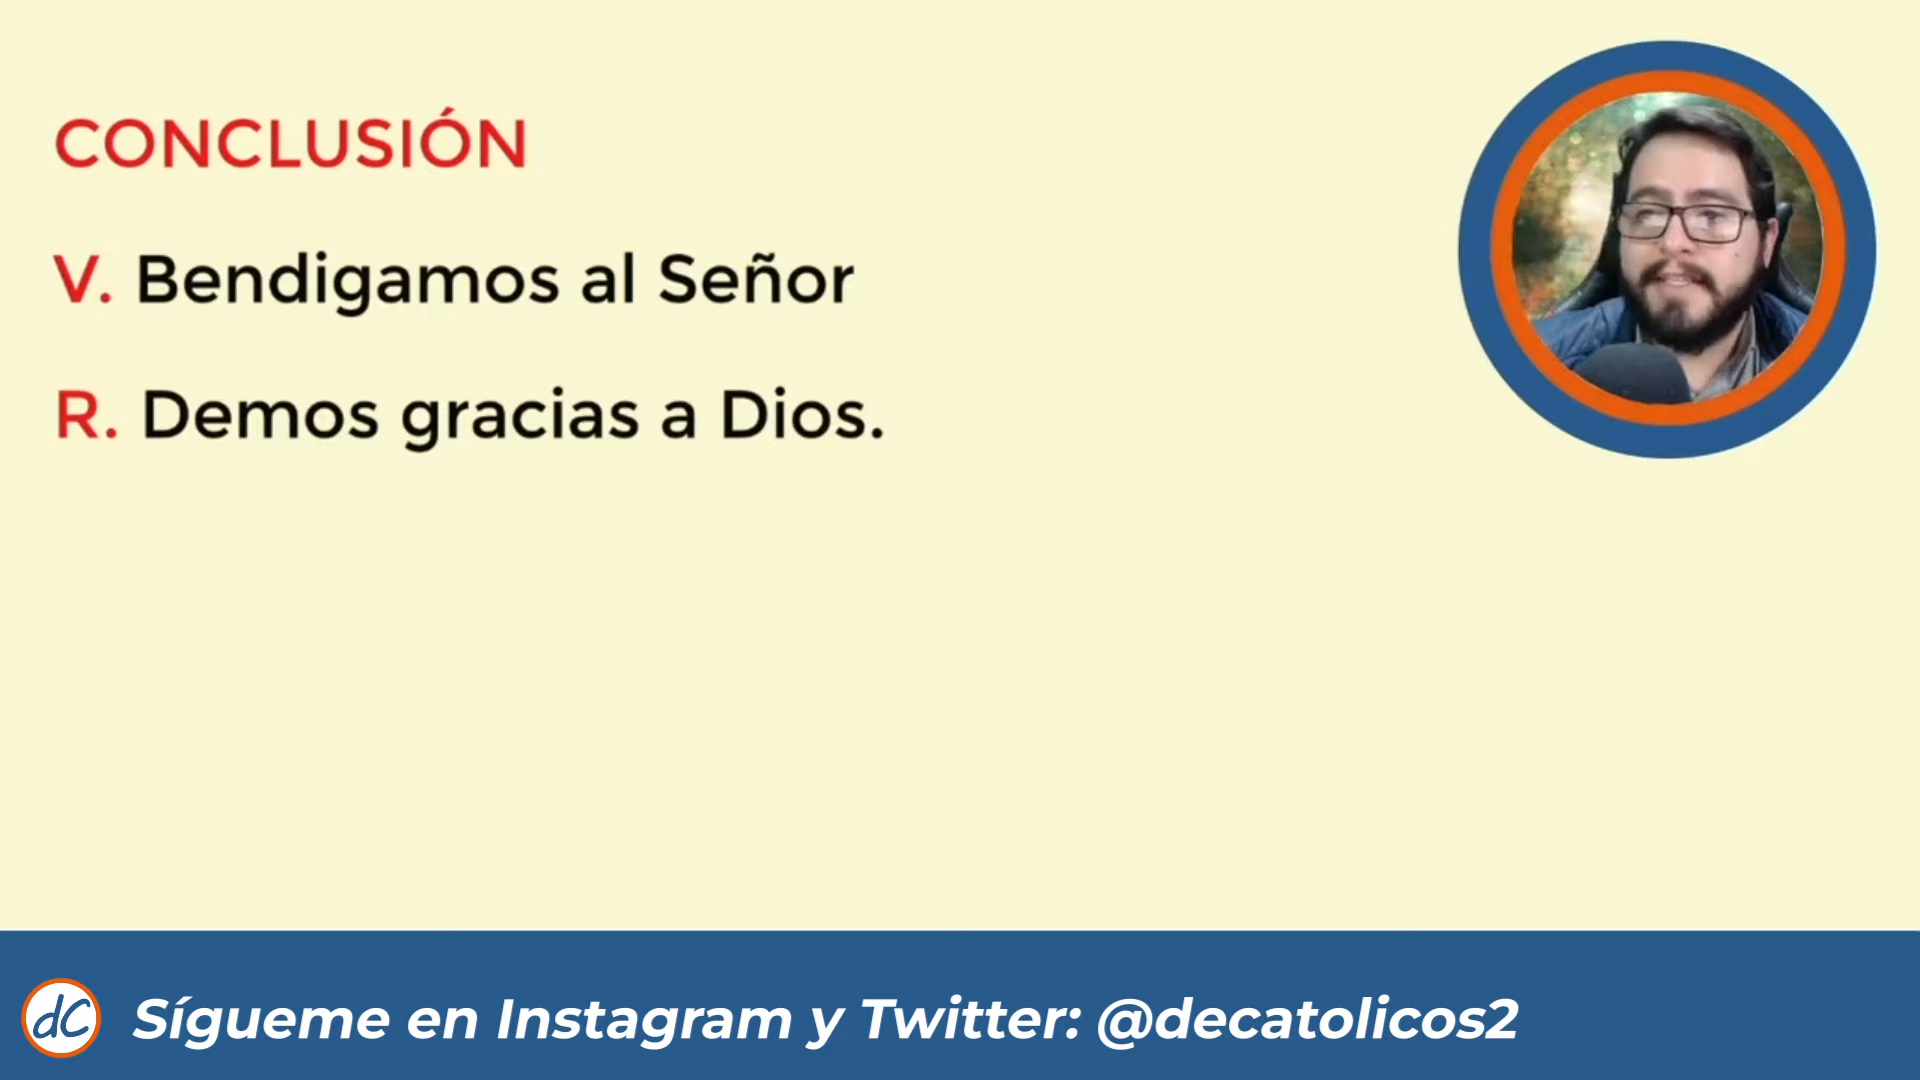 CONCLUSIÓN
V. Bendigamos al Señor
R. Demos gracias a Dios.
dC Sígueme en Instagram y Twitter: @decatolicos2